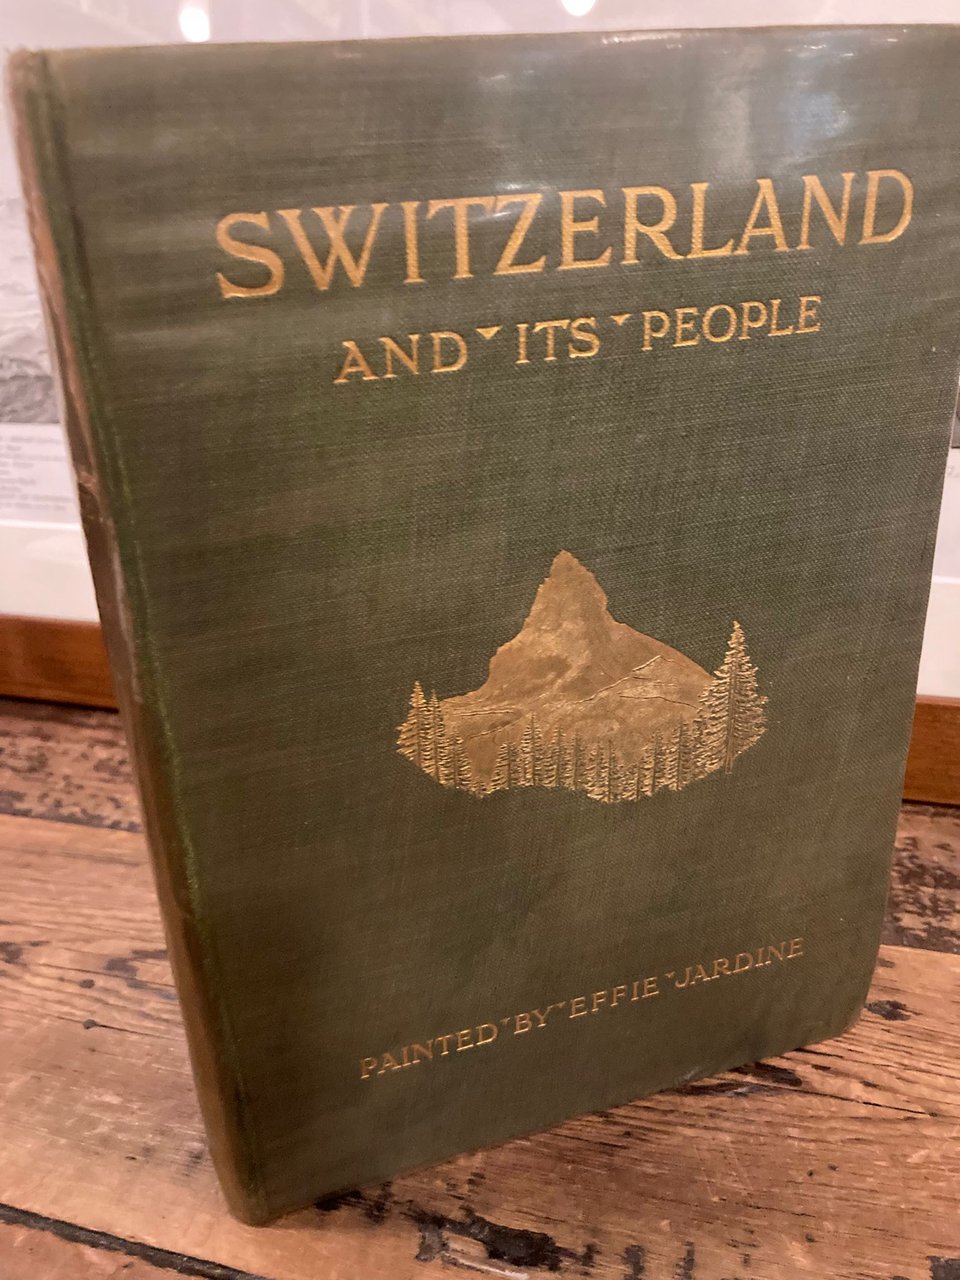 SWITZERLAND
AND ITS PEOPLE
PAINTED BY EFFIE JARDINE